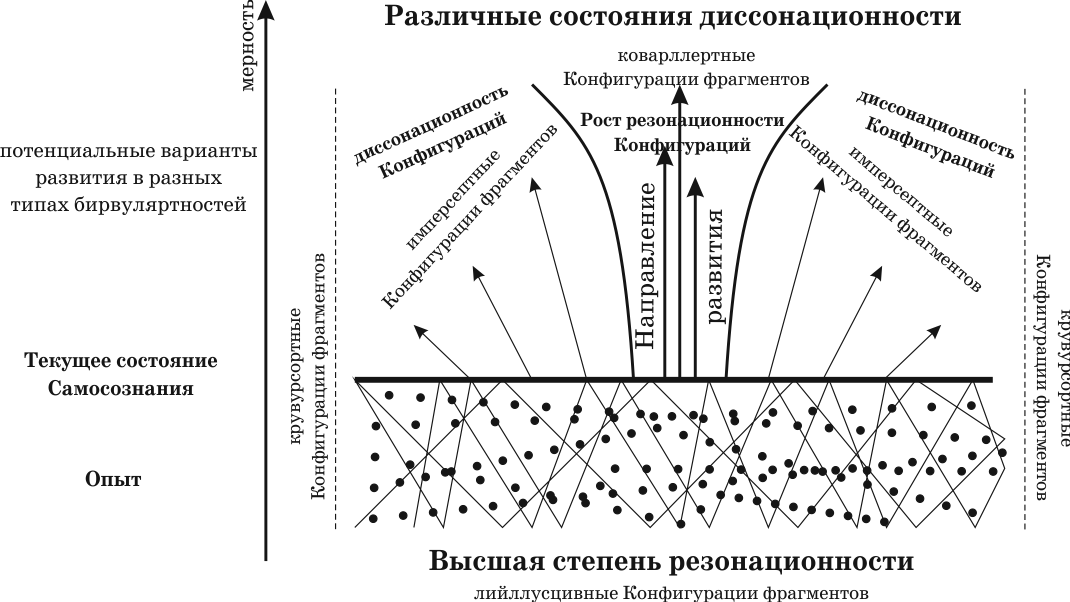 Различные состояния диссонационности
мерность
коварллертные
Конфигурации фрагментов
диссонационность
Конфигураций
Рост резонационности
Конфигураций
диссонационность
Конфигураций
потенциальные варианты
развития в разных
типах бирвуляртностей
имперсептные
Конфигурации фрагментов
Направление
развития
имперсептные
Конфигурации фрагментов
крувурсортные
Конфигурации фрагментов
Конфигурации фрагментов
крувурсортные
Текущее состояние
Самосознания
Опыт
Высшая степень резонационности
лийллусцивные Конфигурации фрагментов